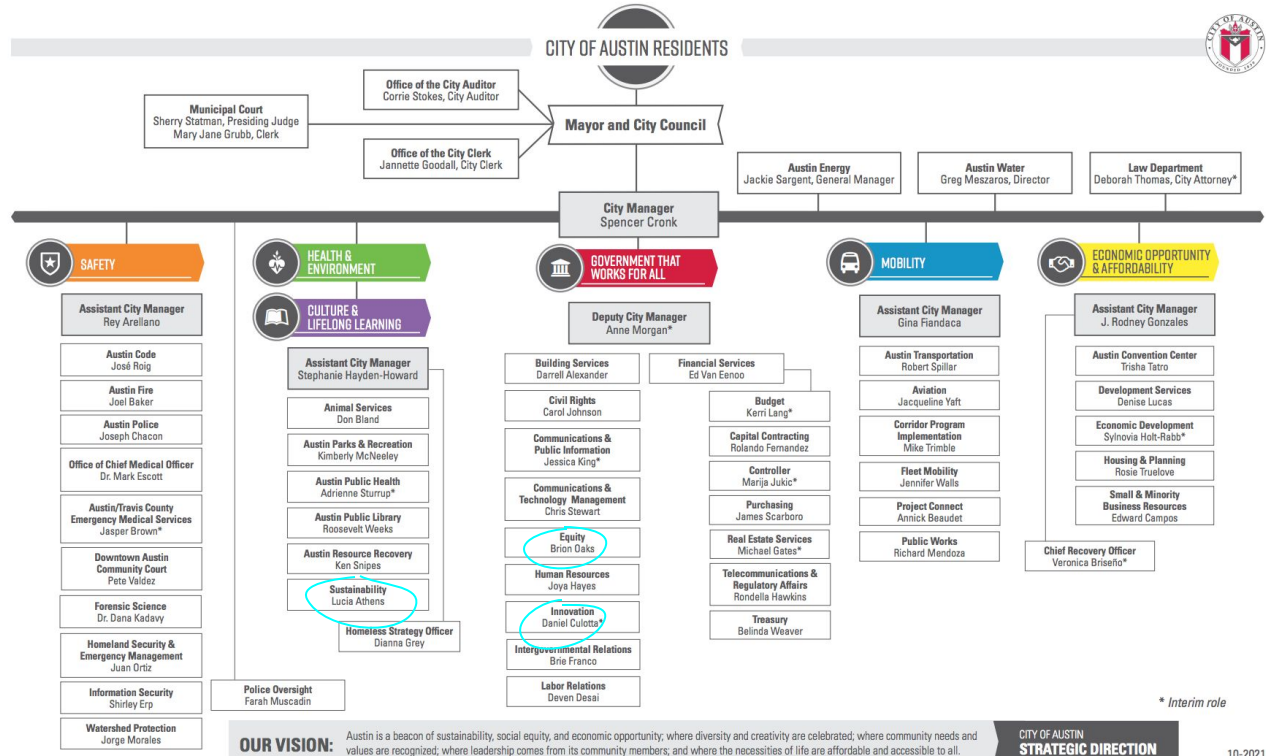 CITY OF AUSTIN RESIDENTS
CITY OF AUSTIN
FOUNDED 1839
Office of the City Auditor
Corrie Stokes, City Auditor
Municipal Court
Sherry Statman, Presiding Judge
Mary Jane Grubb, Clerk
Mayor and City Council
Office of the City Clerk
Jannette Goodall, City Clerk
Austin Energy
Jackie Sargent, General Manager
Austin Water
Greg Meszaros, Director
Law Department
Deborah Thomas, City Attorney*
City Manager
Spencer Cronk
SAFETY
Assistant City Manager
Rey Arellano
Austin Code
José Roig
Austin Fire
Joel Baker
Austin Police
Joseph Chacon
Office of Chief Medical Officer
Dr. Mark Escott
Austin/Travis County
Emergency Medical Services
Jasper Brown*
Downtown Austin
Community Court
Pete Valdez
Forensic Science
Dr. Dana Kadavy
Homeland Security &
Emergency Management
Juan Ortiz
Information Security
Shirley Erp
Watershed Protection
Jorge Morales
Police Oversight
Farah Muscadin
HEALTH &
ENVIRONMENT
CULTURE &
LIFELONG LEARNING
Assistant City Manager
Stephanie Hayden-Howard
Animal Services
Don Bland
Austin Parks & Recreation
Kimberly McNeeley
Austin Public Health
Adrienne Sturrup*
Austin Public Library
Roosevelt Weeks
Austin Resource Recovery
Ken Snipes
Sustainability
Lucia Athens
Homeless Strategy Officer
Dianna Grey
GOVERNMENT THAT
WORKS FOR ALL
Deputy City Manager
Anne Morgan*
Building Services
Darrell Alexander
Civil Rights
Carol Johnson
Communications &
Public Information
Jessica King*
Communications &
Technology Management
Chris Stewart
Equity
Brion Oaks
Human Resources
Joya Hayes
Innovation
Daniel Culotta*
Intergovernmental Relations
Brie Franco
Labor Relations
Deven Desai
Financial Services
Ed Van Eenoo
Budget
Kerri Lang*
Capital Contracting
Rolando Fernandez
Controller
Marija Jukic*
Purchasing
James Scarboro
Real Estate Services
Michael Gates*
Telecommunications &
Regulatory Affairs
Rondella Hawkins
Treasury
Belinda Weaver
MOBILITY
Assistant City Manager
Gina Fiandaca
Austin Transportation
Robert Spillar
Aviation
Jacqueline Yaft
Corridor Program
Implementation
Mike Trimble
Fleet Mobility
Jennifer Walls
Project Connect
Annick Beaudet
Public Works
Richard Mendoza
ECONOMIC OPPORTUNITY
& AFFORDABILITY
Assistant City Manager
J. Rodney Gonzales
Austin Convention Center
Trisha Tatro
Development Services
Denise Lucas
Economic Development
Sylnovia Holt-Rabb*
Housing & Planning
Rosie Truelove
Small & Minority
Business Resources
Edward Campos
Chief Recovery Officer
Veronica Briseño*
* Interim role
OUR VISION:
Austin is a beacon of sustainability, social equity, and economic opportunity; where diversity and creativity are celebrated; where community needs and
values are recognized; where leadership comes from its community members; and where the necessities of life are affordable and accessible to all.
CITY OF AUSTIN
STRATEGIC DIRECTION
10-2021